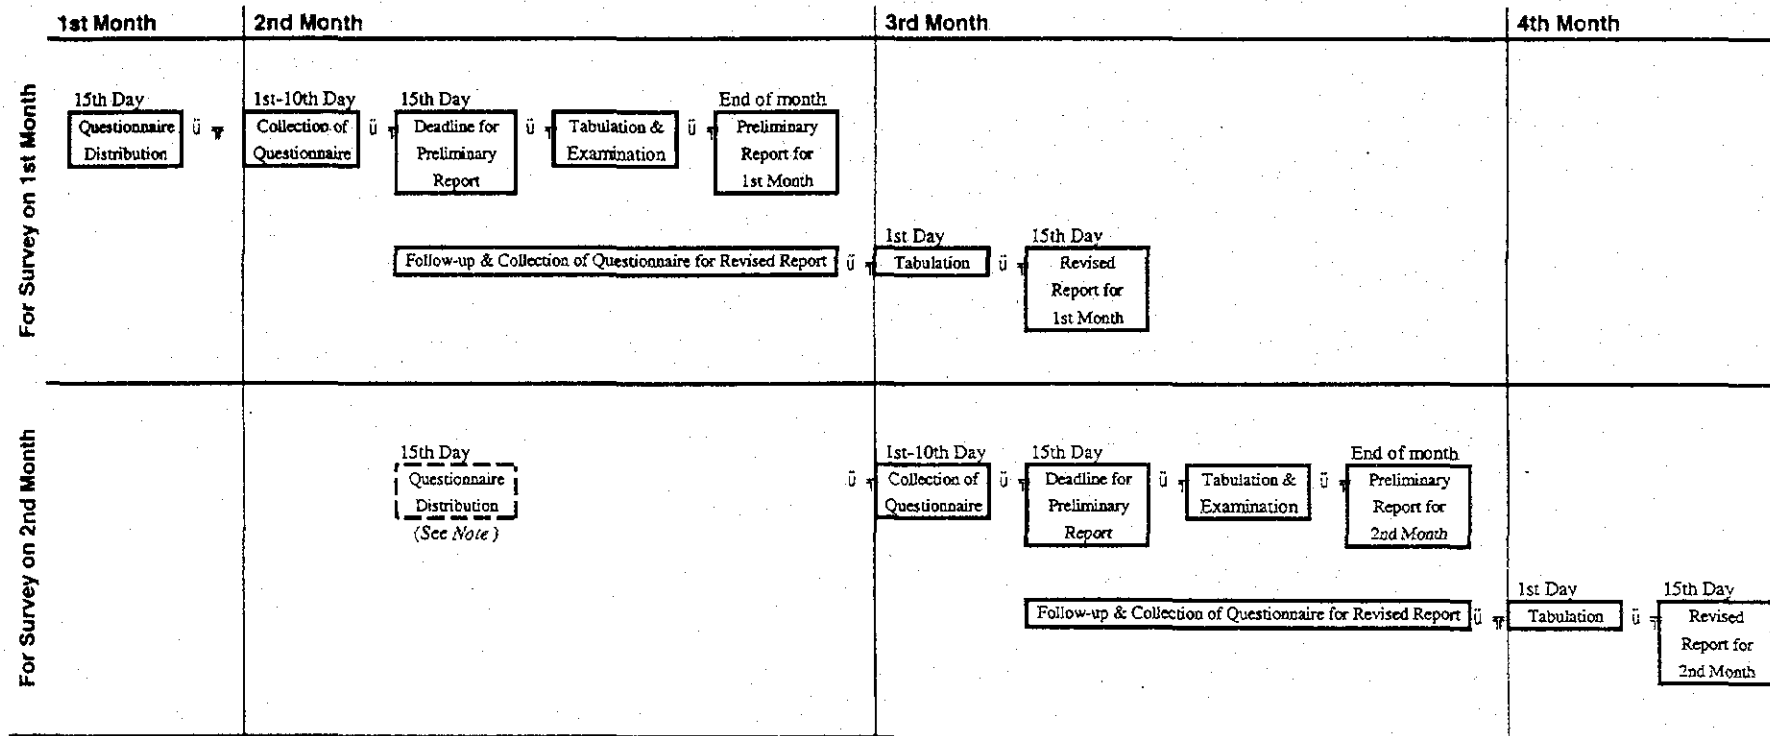 1st Month
2nd Month
3rd Month
4th Month
For Survey on 1st Month
15th Day
Questionnaire
Distribution
ü
1st-10th Day
Collection of
Questionnaire
ü
15th Day
Deadline for
Preliminary
Report
ü
Tabulation &
Examination
ü
End of month
Preliminary
Report for
1st Month
Follow-up & Collection of Questionnaire for Revised Report
ü
1st Day
Tabulation
ü
15th Day
Revised
Report for
1st Month
For Survey on 2nd Month
15th Day
Questionnaire
Distribution
(See Note)
ü
1st-10th Day
Collection of
Questionnaire
ü
15th Day
Deadline for
Preliminary
Report
ü
Tabulation &
Examination
ü
End of month
Preliminary
Report for
2nd Month
Follow-up & Collection of Questionnaire for Revised Report
ü
1st Day
Tabulation
ü
15th Day
Revised
Report for
2nd Month